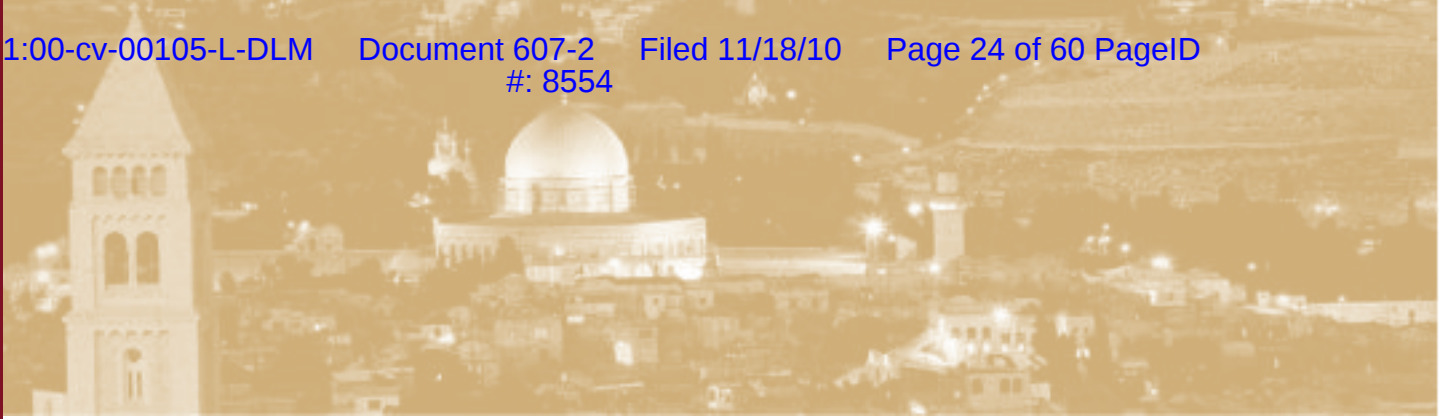 1:00-cv-00105-L-DLM Document 607-2 Filed 11/18/10 Page 24 of 60 PageID
#: 8554